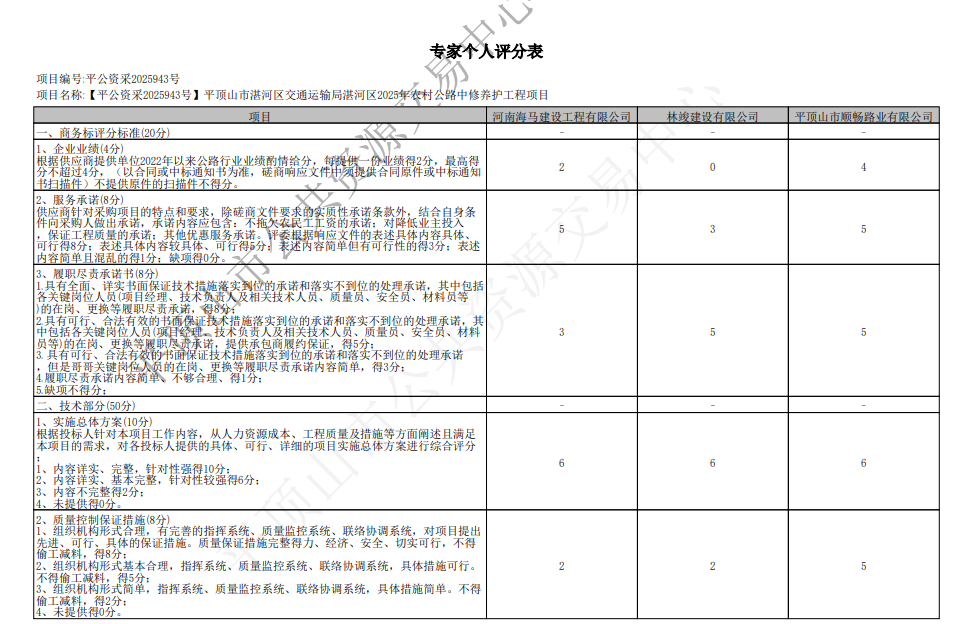 专家个人评分表
项目编号:平公资采2025943号
项目名称:【平公资采2025943号】平顶山市湛河区交通运输局湛河区2025年农村公路中修养护工程项目
项目 河南海马建设工程有限公司 林竣建设有限公司 平顶山市顺畅路业有限公司
一、商务标评分标准(20分) - - -
1、企业业绩(4分)
根据供应商提供单位2022年以来公路行业业绩酌情给分，每提供一份业绩得2分，最高得
分不超过4分，（以合同或中标通知书为准，磋商响应文件中须提供合同原件或中标通知
书扫描件）不提供原件的扫描件不得分。
2 0 4
2、服务承诺(8分)
供应商针对采购项目的特点和要求，除磋商文件要求的实质性承诺条款外，结合自身条
件向采购人做出承诺，承诺内容应包含：不拖欠农民工工资的承诺；对降低业主投入
，保证工程质量的承诺；其他优惠服务承诺。评委根据响应文件的表述具体内容具体、
可行得8分；表述具体内容较具体、可行得5分；表述内容简单但有可行性的得3分；表述
内容简单且混乱的得1分；缺项得0分。
5 3 5
3、履职尽责承诺书(8分)
1.具有全面、详实书面保证技术措施落实到位的承诺和落实不到位的处理承诺，其中包括
各关键岗位人员(项目经理、技术负责人及相关技术人员、质量员、安全员、材料员等
)的在岗、更换等履职尽责承诺，得8分；
2.具有可行、合法有效的书面保证技术措施落实到位的承诺和落实不到位的处理承诺，其
中包括各关键岗位人员(项目经理、技术负责人及相关技术人员、质量员、安全员、材料
员等)的在岗、更换等履职尽责承诺，提供承包商履约保证，得5分；
3.具有可行、合法有效的书面保证技术措施落实到位的承诺和落实不到位的处理承诺
，但是哥哥关键岗位人员的在岗、更换等履职尽责承诺内容简单，得3分；
4.履职尽责承诺内容简单、不够合理、得1分；
5.缺项不得分；
3 5 5
二、技术部分(50分) - - -
1、实施总体方案(10分)
根据投标人针对本项目工作内容，从人力资源成本、工程质量及措施等方面阐述且满足
本项目的需求，对各投标人提供的具体、可行、详细的项目实施总体方案进行综合评分
；
1、内容详实、完整，针对性强得10分；
2、内容详实、基本完整，针对性较强得6分；
3、内容不完整得2分；
4、未提供得0分。
6 6 6
2、质量控制保证措施(8分)
1、组织机构形式合理，有完善的指挥系统、质量监控系统、联络协调系统，对项目提出
先进、可行、具体的保证措施。质量保证措施完整得力、经济、安全、切实可行，不得
偷工减料，得8分；
2、组织机构形式基本合理，指挥系统、质量监控系统、联络协调系统，具体措施可行。
不得偷工减料，得5分；
3、组织机构形式简单，指挥系统、质量监控系统、联络协调系统，具体措施简单。不得
偷工减料，得2分；
4、未提供得0分。
2 2 5
平顶山市公共资源交易中心
平顶山市公共资源交易中心